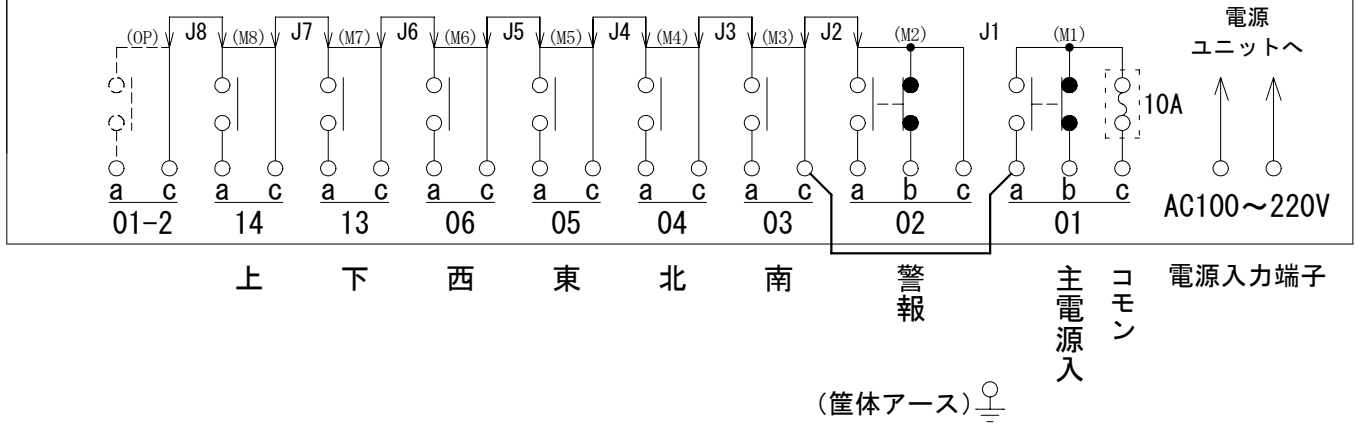 電源
ユニットへ
(OP) J8 (M8) J7 (M7) J6 (M6) J5 (M5) J4 (M4) J3 (M3) J2 (M2) J1 (M1)
10A
a c a c a c a c a c a c a c a b c a b c
01-2 14 13 06 05 04 03 02 01 AC100～220V
上 下 西 東 北 南 警報 主電源入 コモン 電源入力端子
(筐体アース)